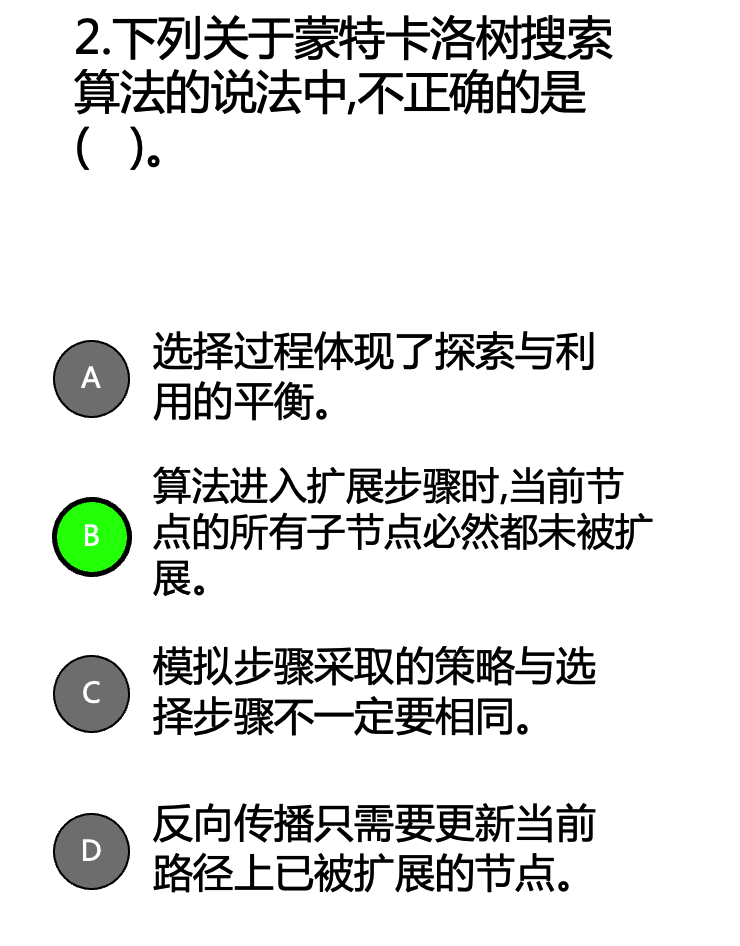 2.下列关于蒙特卡洛树搜索
算法的说法中,不正确的是
( )。
A
选择过程体现了探索与利
用的平衡。
B
算法进入扩展步骤时,当前节
点的所有子节点必然都未被扩
展。
C
模拟步骤采取的策略与选
择步骤不一定要相同。
D
反向传播只需要更新当前
路径上已被扩展的节点。